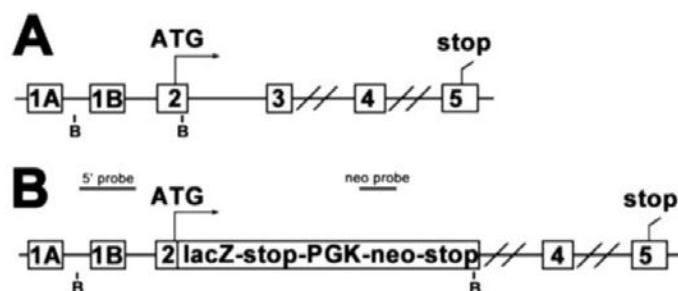 A
ATG
stop
1A 1B 2 3 4 5
B B
B
5' probe
neo probe
ATG
stop
1A 1B 2 lacZ-stop-PGK-neo-stop 4 5
B B